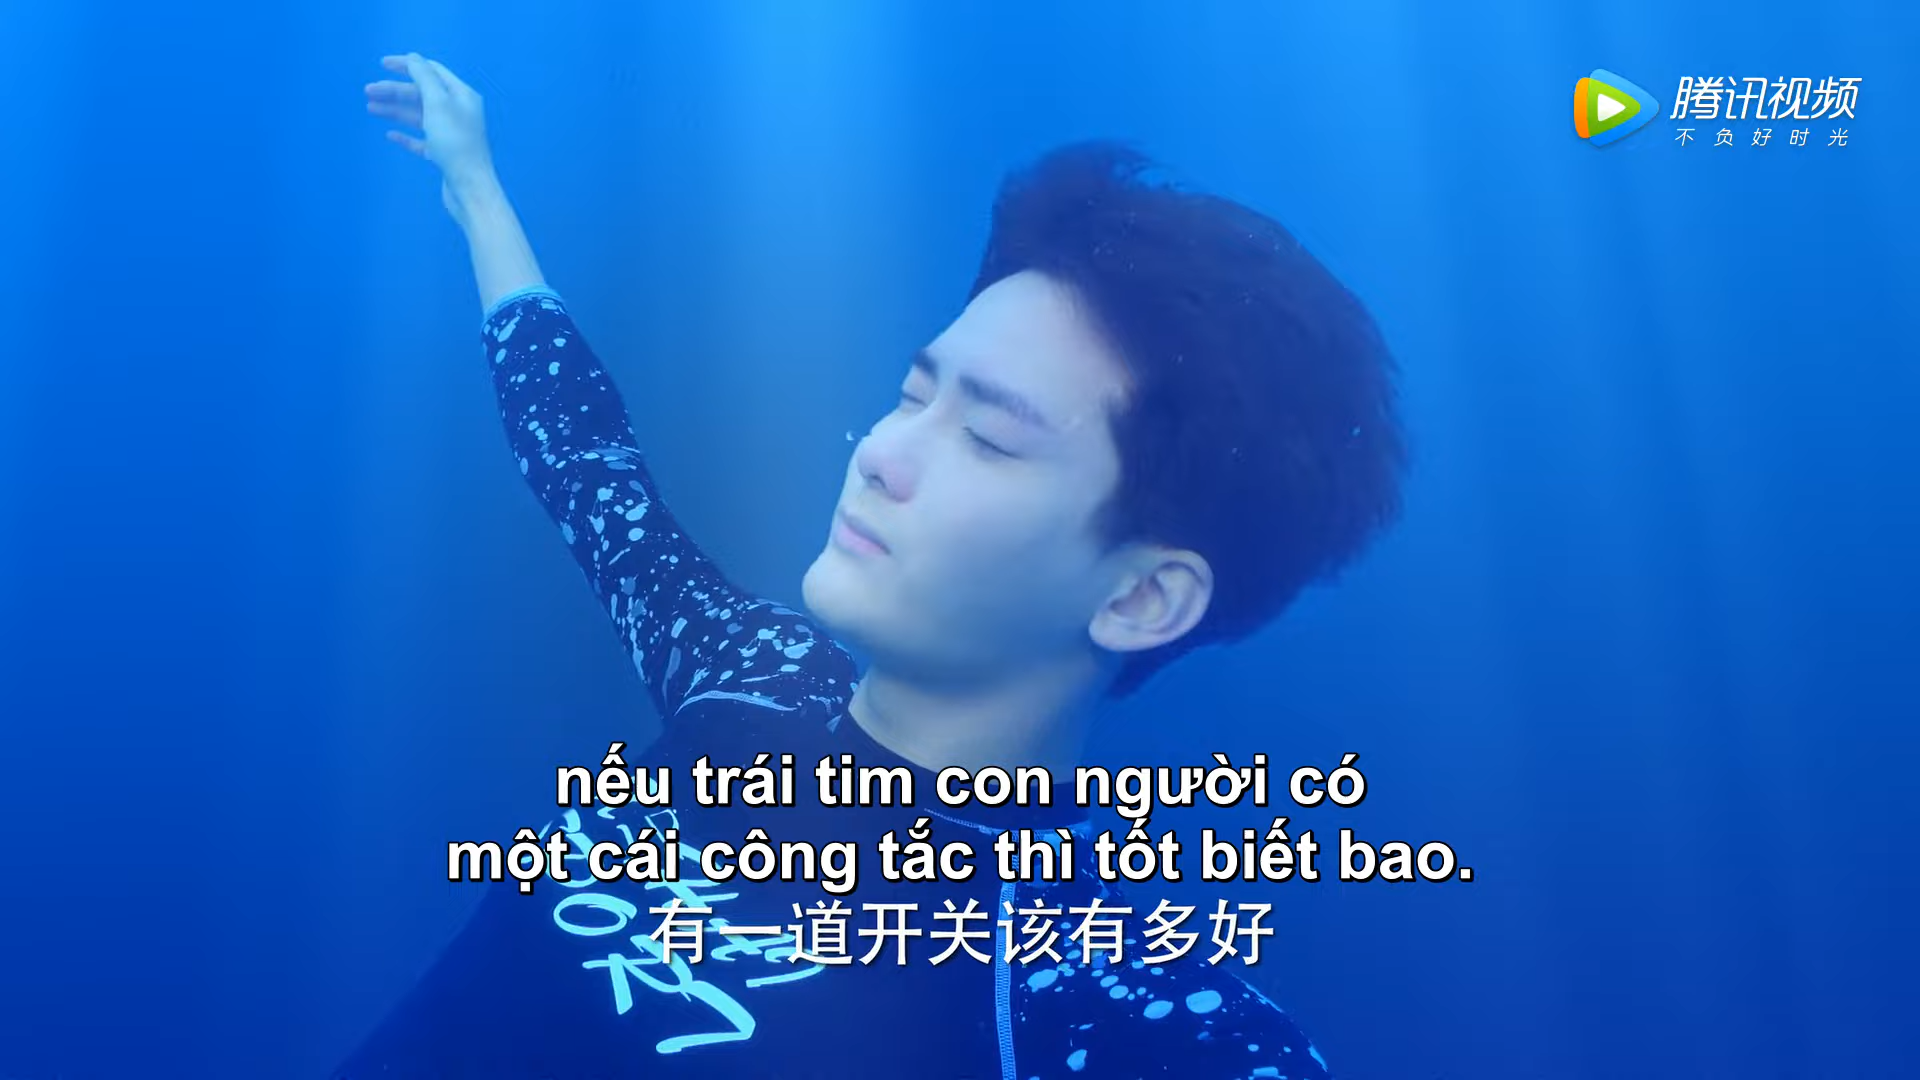 腾讯视频
不负好时光
nếu trái tim con người có
một cái công tắc thì tốt biết bao.
有一道开关该有多好